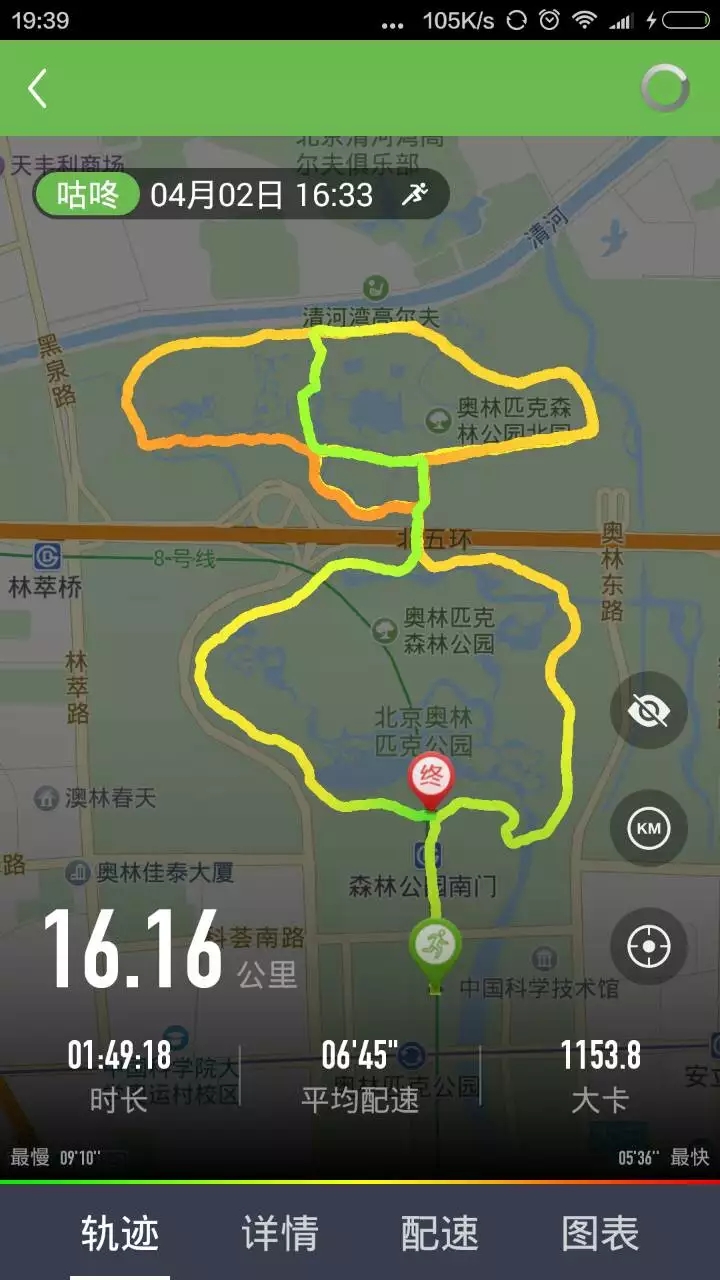 19:39
... 105K/s
北京清河湾高
尔夫俱乐部
天丰利商场
咕咚 04月02日 16:33
清河
清河湾高尔夫
黑泉路
奥林匹克森
林公园北园
北五环
8-号线
林萃桥
奥林东路
奥林匹克
森林公园
林萃路
北京奥林
匹克公园
终
澳林春天
KM
路
奥林佳泰大厦
森林公园南门
16.16 公里
科荟南路
中国科学技术馆
01:49:18
时长
06'45"
平均配速
1153.8
大卡
中国科学院大
奥运村校区
奥林匹克公园
安立
最慢 09'10"
05'36" 最快
轨迹 详情 配速 图表